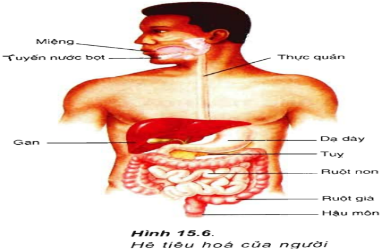 Miệng
Tuyến nước bọt
Thực quản
Gan
Dạ dày
Tuỵ
Ruột non
Ruột già
Hậu môn
Hình 15.6.
Hệ tiêu hoá của người